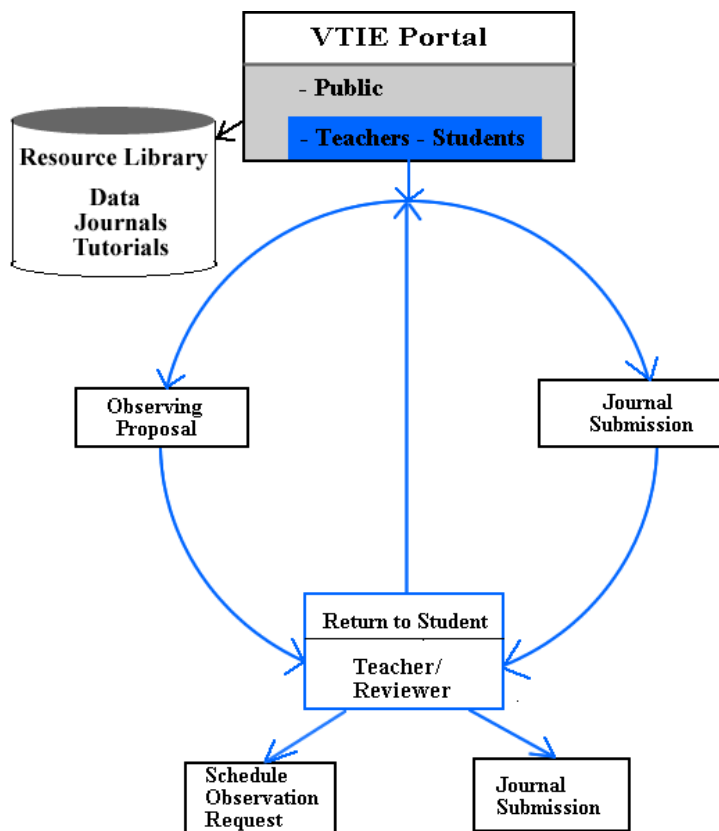 VTIE Portal
- Public
- Teachers - Students
Resource Library
Data
Journals
Tutorials
Observing
Proposal
Journal
Submission
Return to Student
Teacher/
Reviewer
Schedule
Observation
Request
Journal
Submission